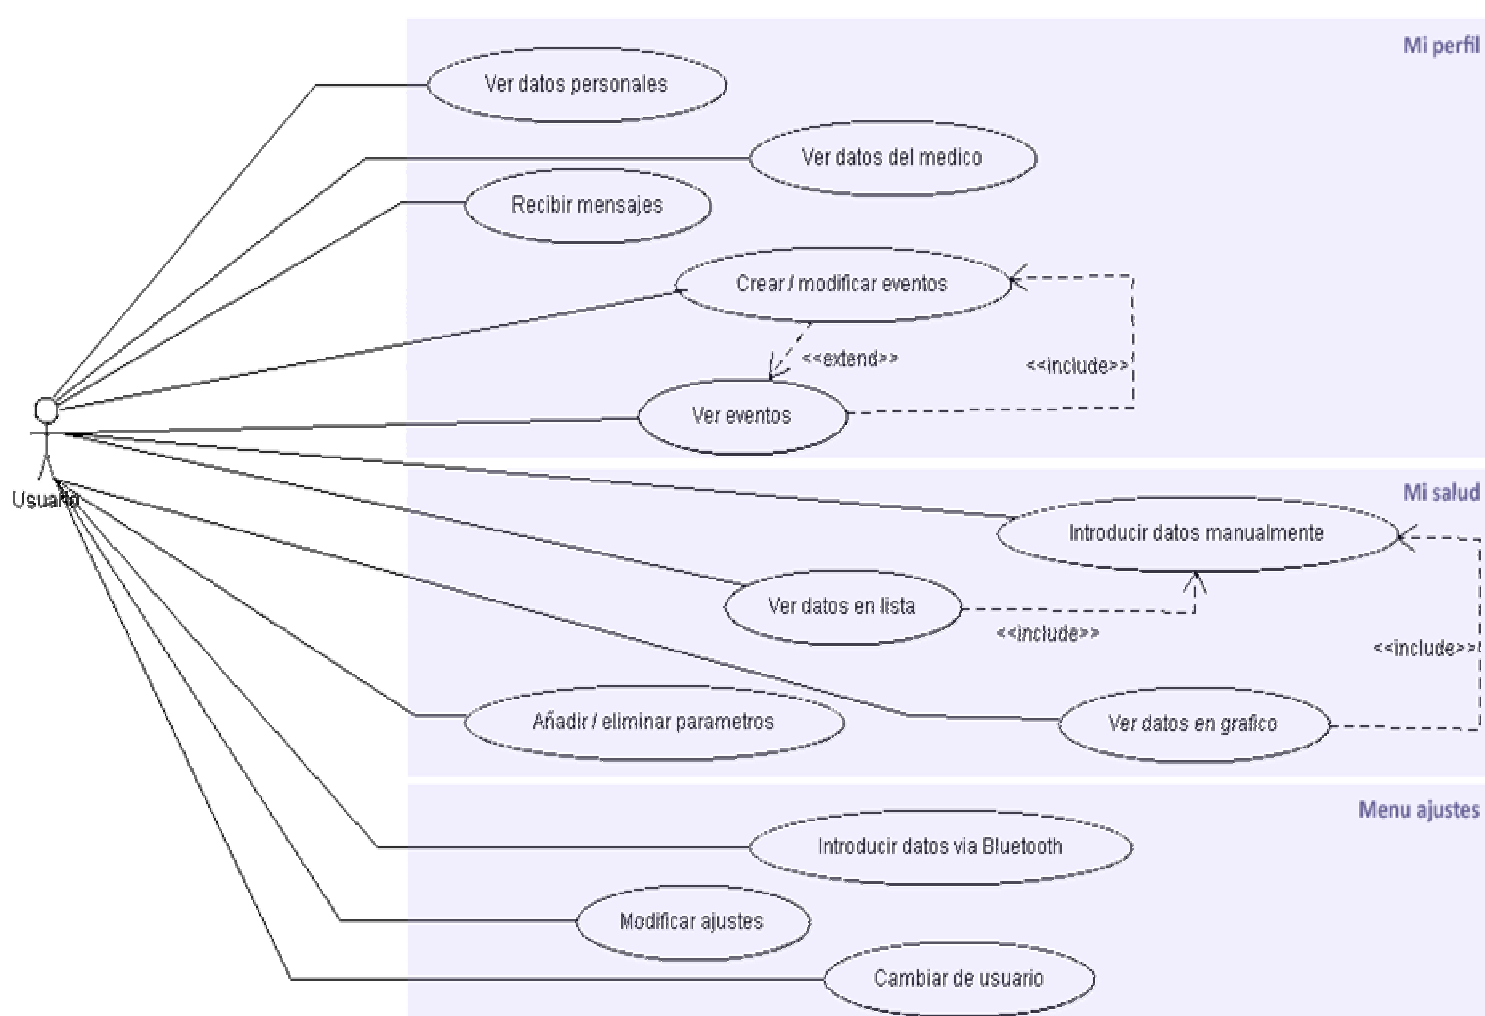 Mi perfil
Ver datos personales
Ver datos del medico
Recibir mensajes
Crear / modificar eventos
<<extend>>
<<include>>
Ver eventos
Usuario
Mi salud
Introducir datos manualmente
Ver datos en lista
<<include>>
<<include>>
Añadir / eliminar parametros
Ver datos en grafico
Menu ajustes
Introducir datos via Bluetooth
Modificar ajustes
Cambiar de usuario